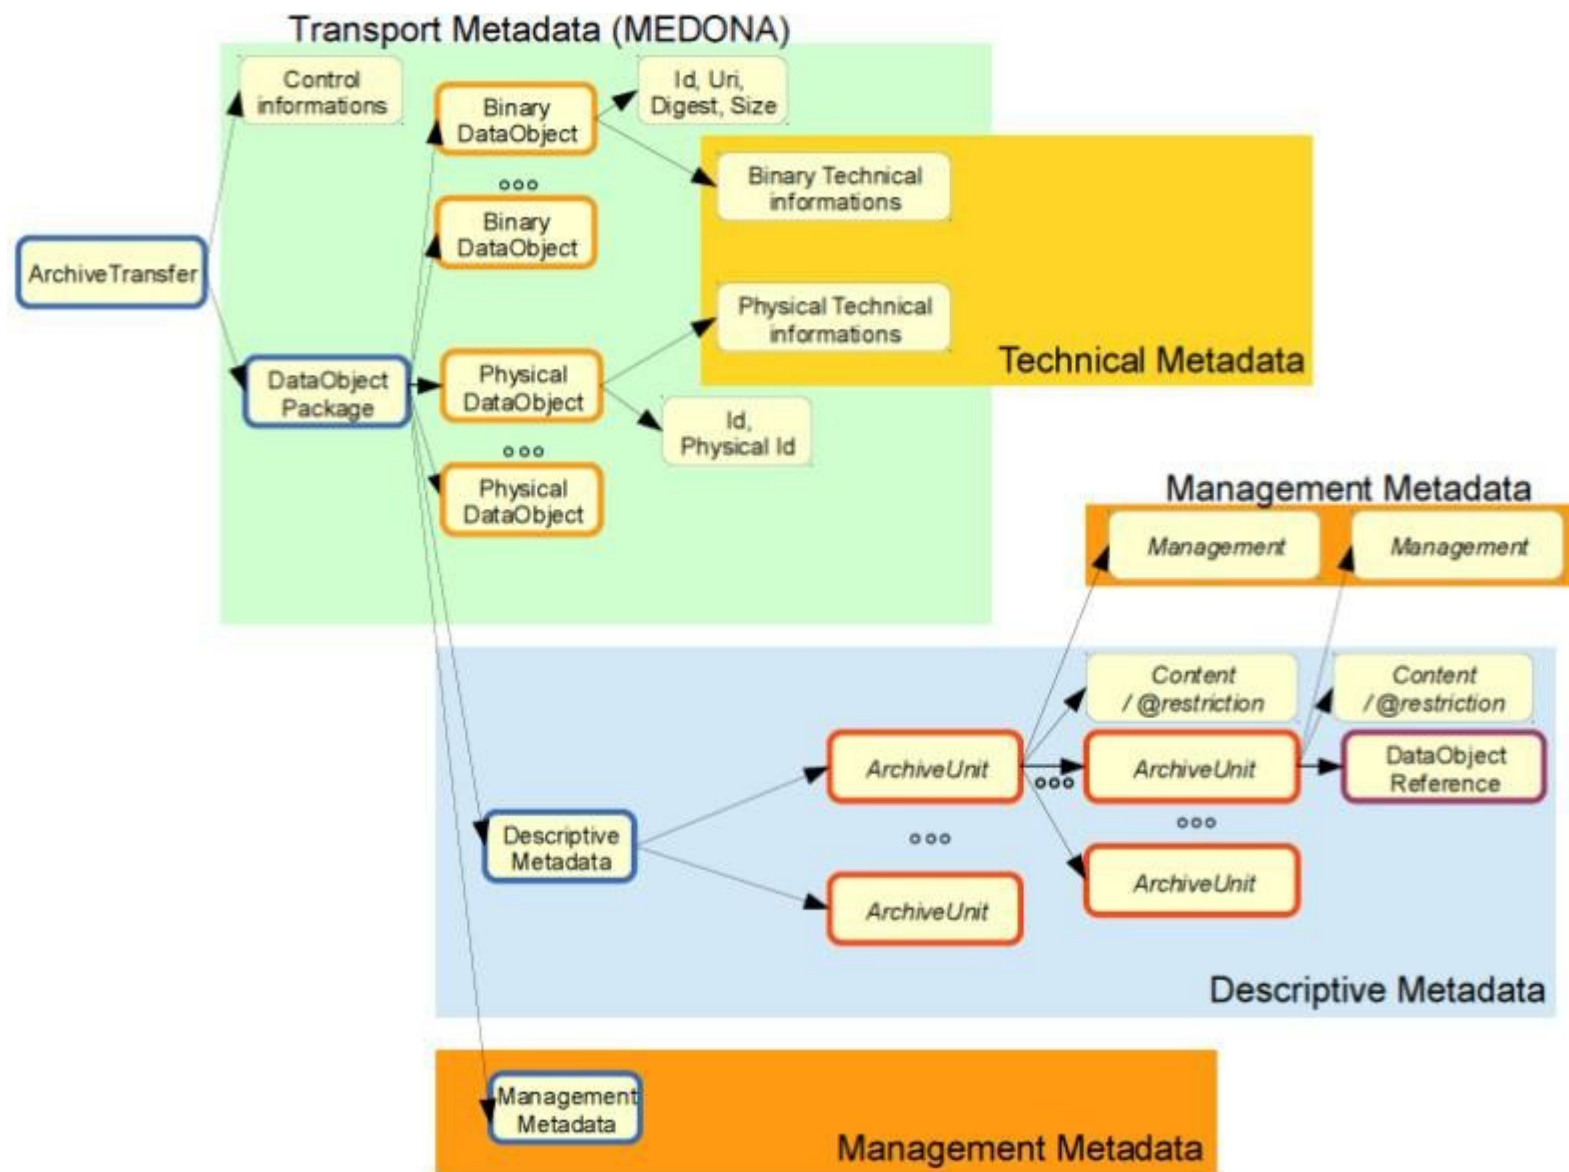 Transport Metadata (MEDONA)
Control
informations
Binary
DataObject
Id, Uri,
Digest, Size
Binary Technical
informations
Binary
DataObject
ArchiveTransfer
Physical Technical
informations
Technical Metadata
DataObject
Package
Physical
DataObject
Id,
Physical Id
Physical
DataObject
Management Metadata
Management
Management
Content
/ @restriction
Content
/ @restriction
ArchiveUnit
ArchiveUnit
DataObject
Reference
Descriptive
Metadata
ArchiveUnit
ArchiveUnit
Descriptive Metadata
Management
Metadata
Management Metadata